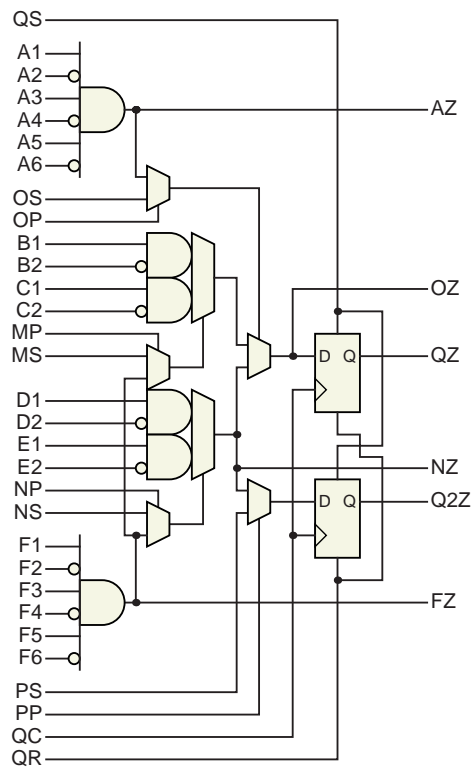 QS
A1
A2
A3
A4
A5
A6
AZ
OS
OP
B1
B2
C1
C2
MP
MS
OZ
D Q
QZ
D1
D2
E1
E2
NP
NS
NZ
D Q
Q2Z
F1
F2
F3
F4
F5
F6
FZ
PS
PP
QC
QR